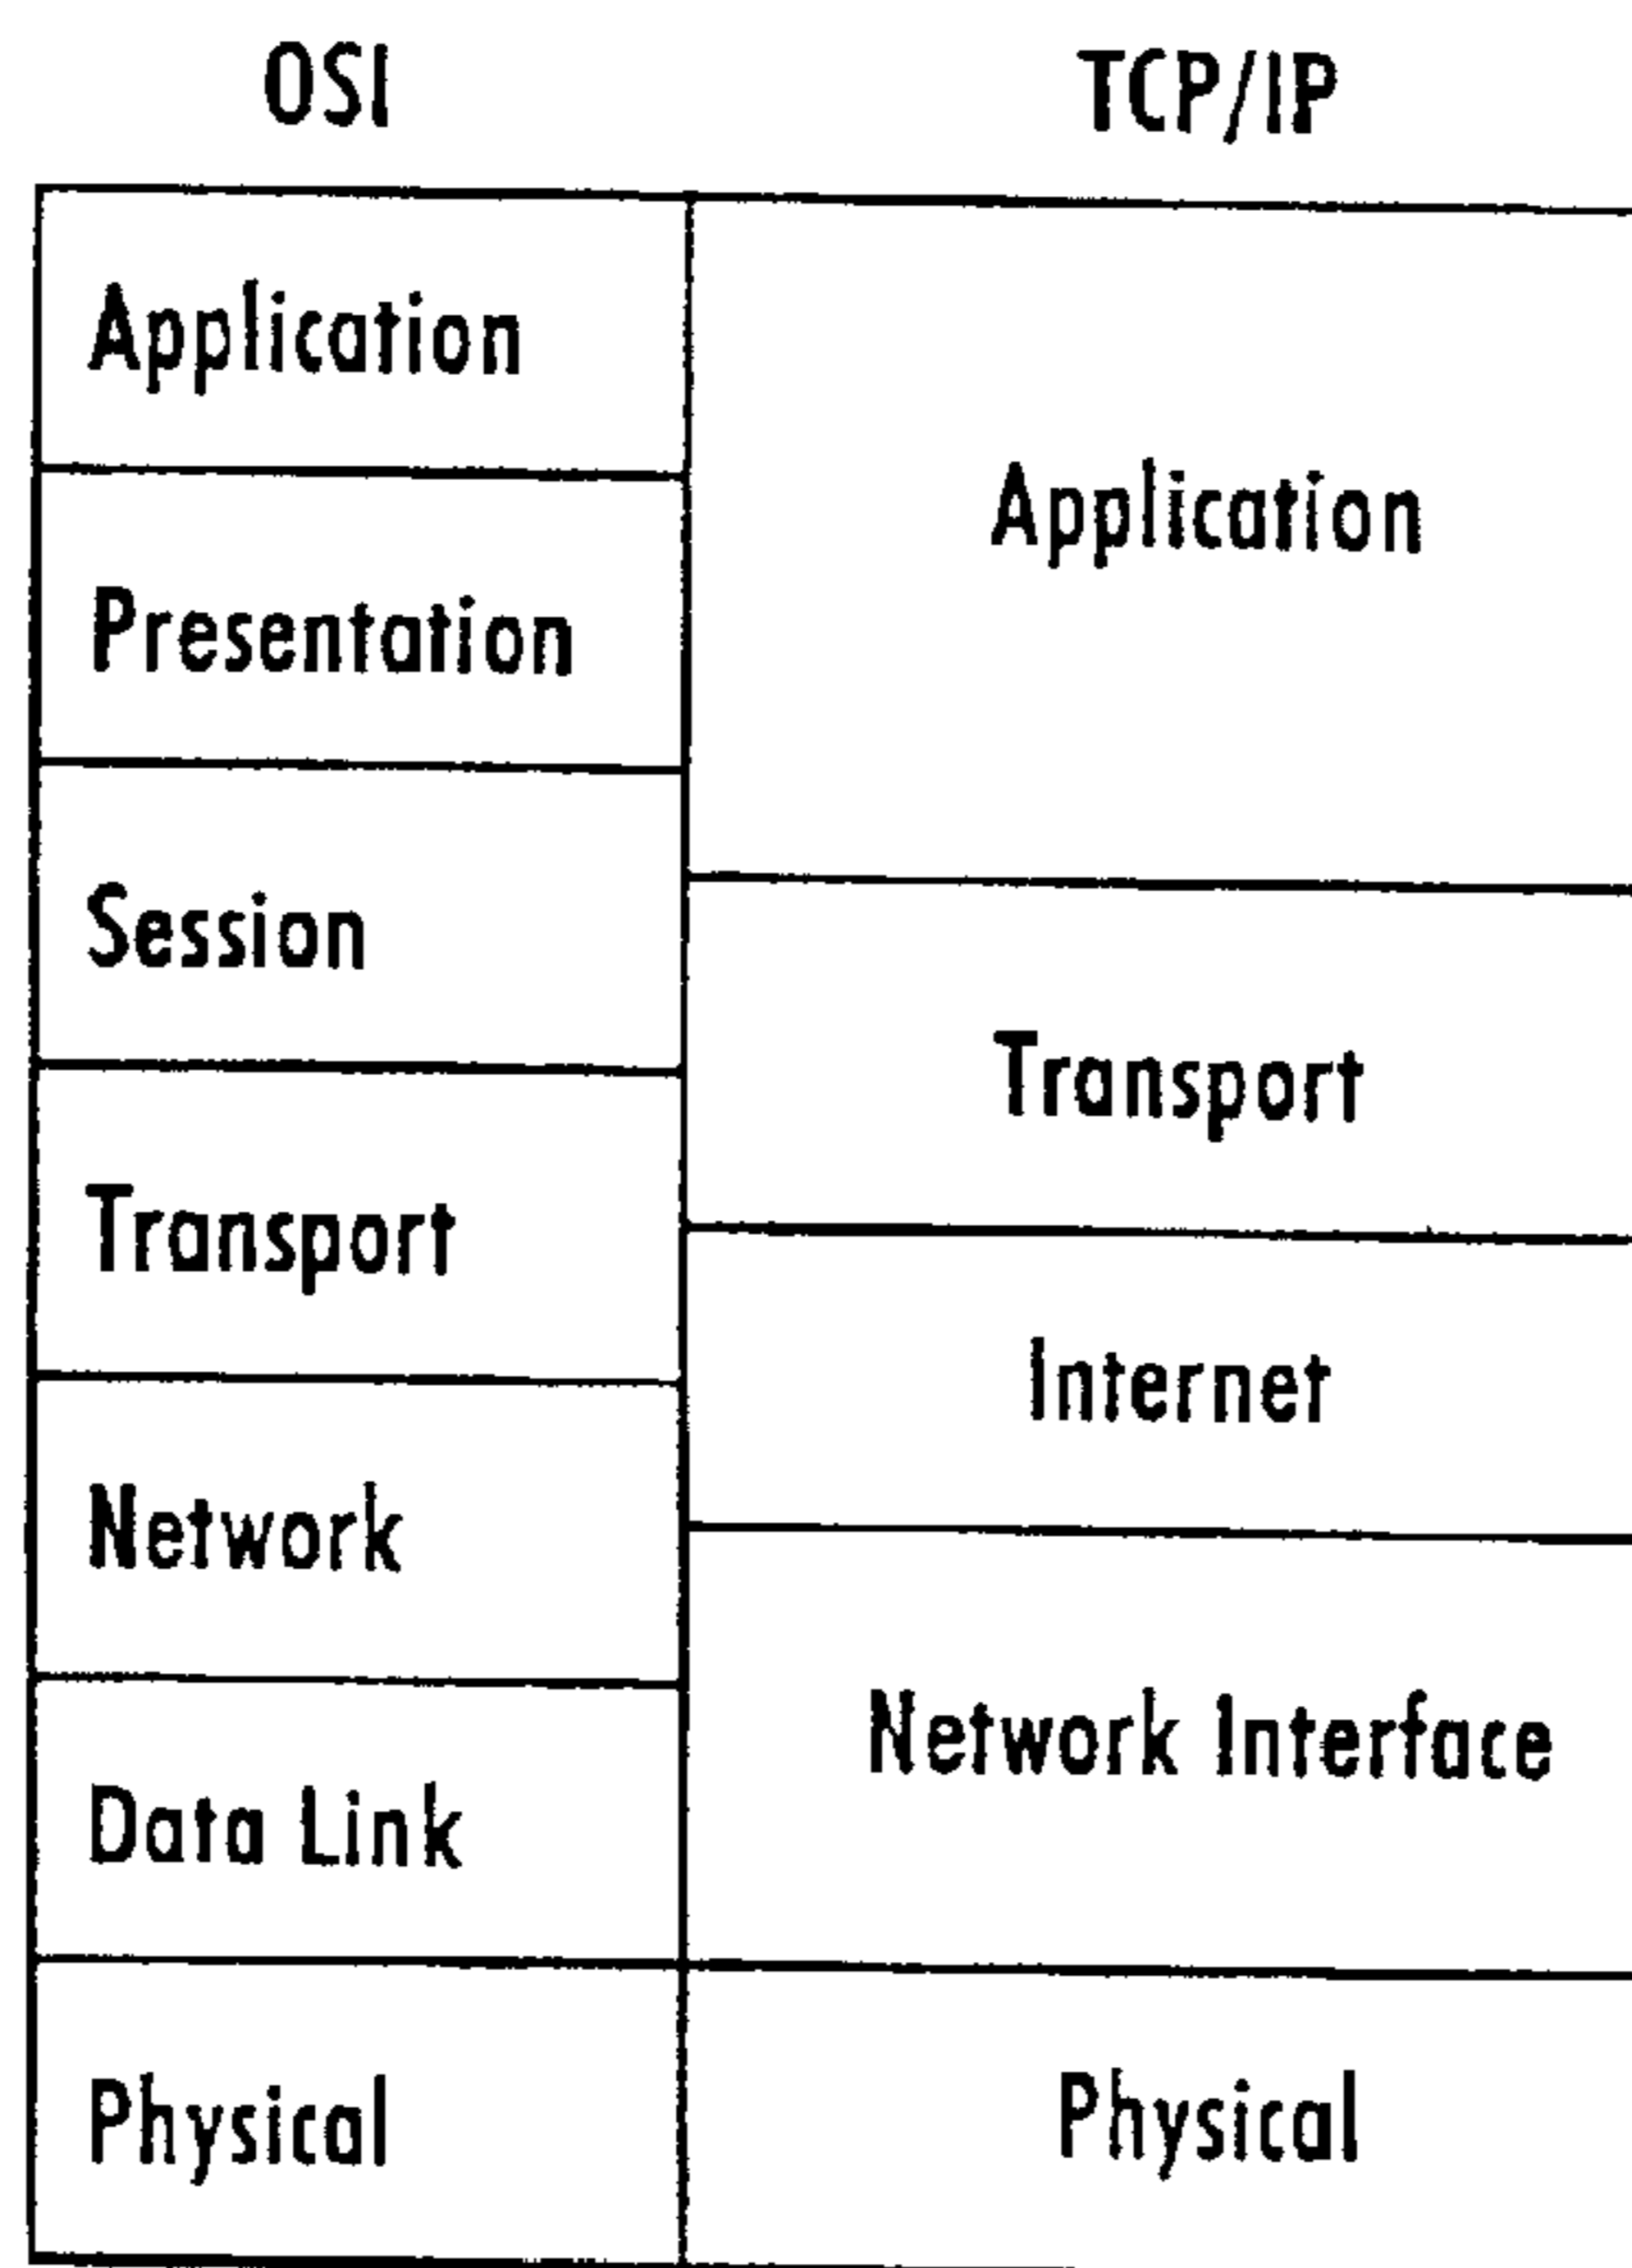 OSI
TCP/IP
Application
Presentation
Session
Transport
Network
Data Link
Physical
Application
Transport
Internet
Network Interface
Physical